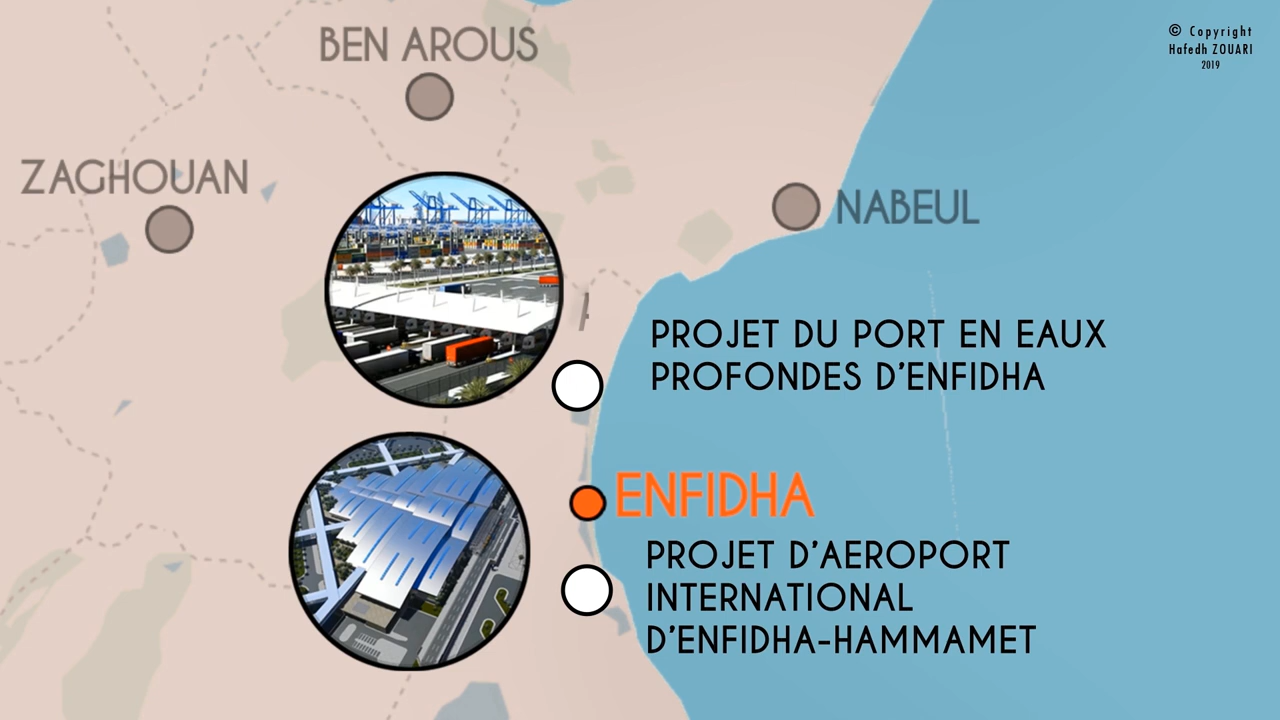 © Copyright
Hafedh ZOUARI
2019
BEN AROUS
ZAGHOUAN
NABEUL
PROJET DU PORT EN EAUX
PROFONDES D'ENFIDHA
ENFIDHA
PROJET D'AEROPORT
INTERNATIONAL
D'ENFIDHA-HAMMAMET